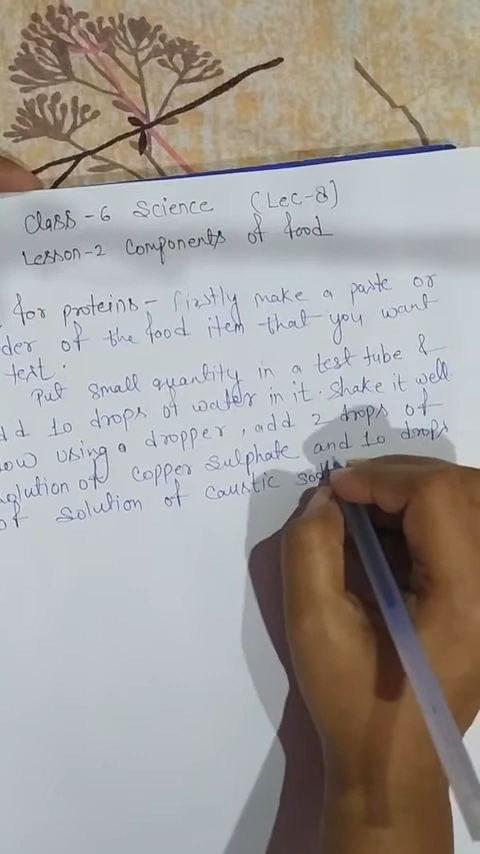 Class-6 Science (Lec-8)
Lesson-2 Components of food
for proteins - Firstly make a paste or
der of the food item that you want
test.
Put small quantity in a test tube &
dd 10 drops of water in it. Shake it well.
ow using a dropper, add 2 drops of
solution of copper sulphate and 10 drops
of solution of caustic sod